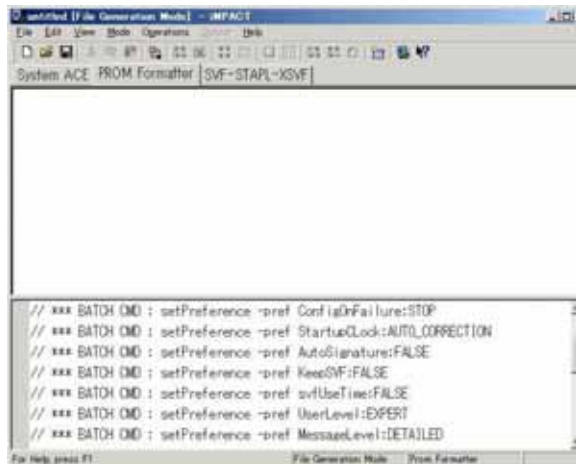 untitled [File Generation Mode] - iMPACT
File Edit View Mode Operations Output Help
System ACE PROM Formatter SVF-STAPL-XSVF
// *** BATCH CMD : setPreference -pref ConfigOnFailure:STOP
// *** BATCH CMD : setPreference -pref StartupCLock:AUTO_CORRECTION
// *** BATCH CMD : setPreference -pref AutoSignature:FALSE
// *** BATCH CMD : setPreference -pref KeepSVF:FALSE
// *** BATCH CMD : setPreference -pref svfUseTime:FALSE
// *** BATCH CMD : setPreference -pref UserLevel:EXPERT
// *** BATCH CMD : setPreference -pref MessageLevel:DETAILED
For Help, press F1 File Generation Mode Prom Formatter